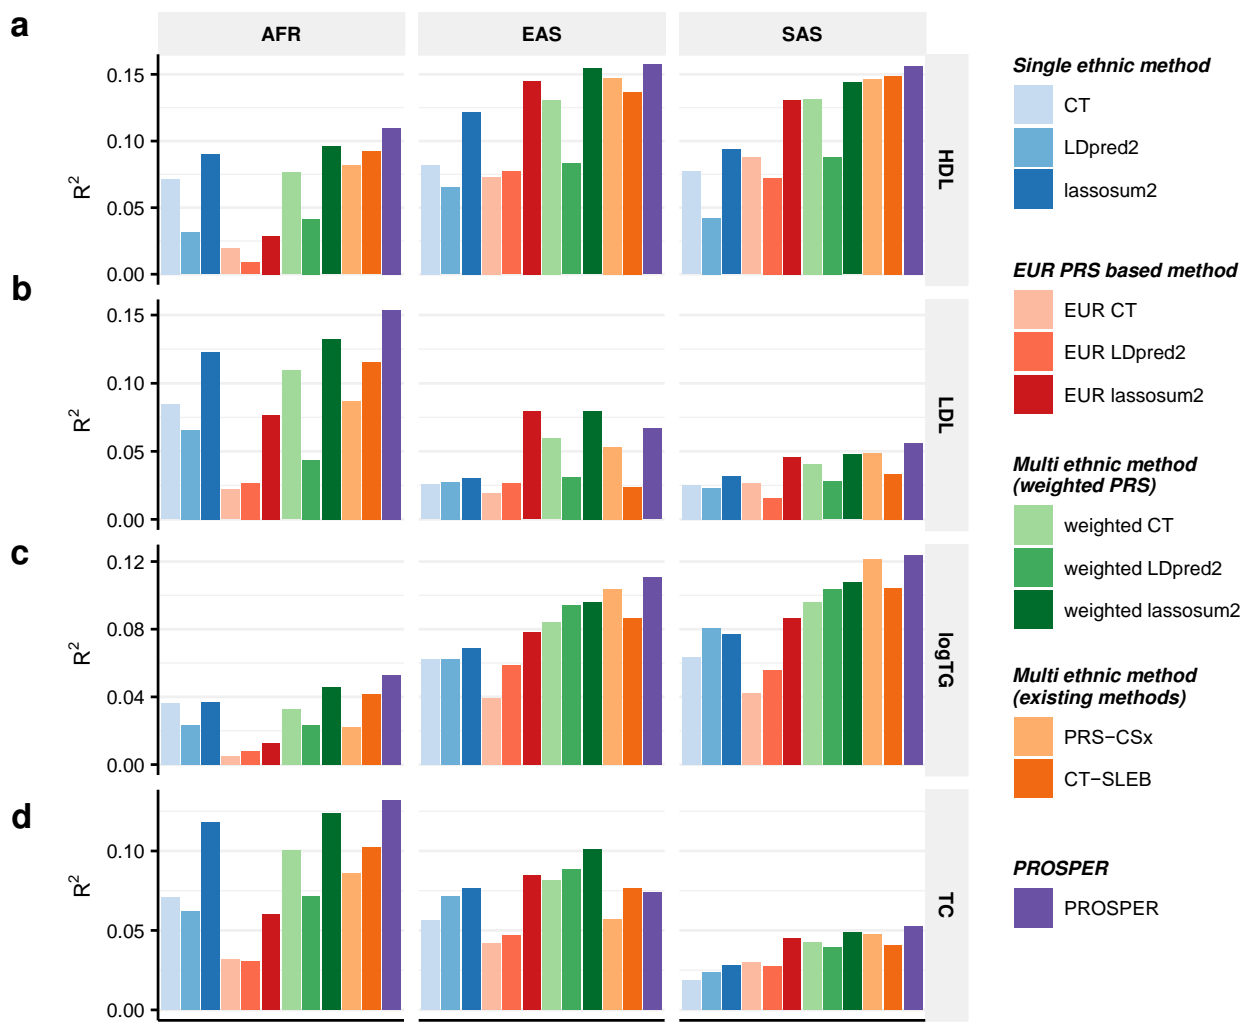 a
AFR
EAS
SAS
0.15
0.10
0.05
0.00
R2
HDL
b
0.15
0.10
0.05
0.00
R2
LDL
c
0.12
0.08
0.04
0.00
R2
logTG
d
0.10
0.05
0.00
R2
TC
Single ethnic method
CT
LDpred2
lassosum2
EUR PRS based method
EUR CT
EUR LDpred2
EUR lassosum2
Multi ethnic method
(weighted PRS)
weighted CT
weighted LDpred2
weighted lassosum2
Multi ethnic method
(existing methods)
PRS−CSx
CT−SLEB
PROSPER
PROSPER